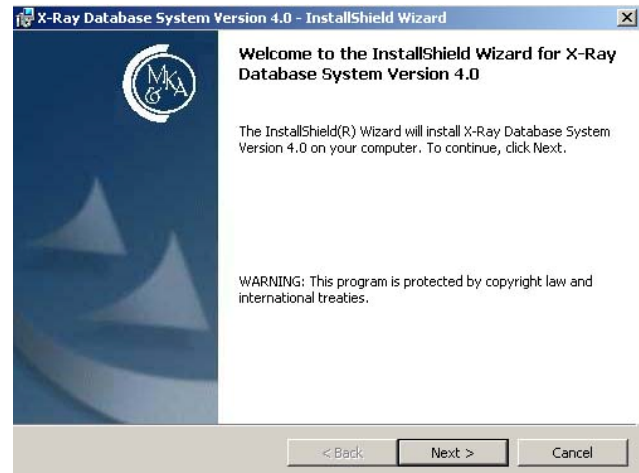 X-Ray Database System Version 4.0 - InstallShield Wizard
M
&
KA
Welcome to the InstallShield Wizard for X-Ray
Database System Version 4.0
The InstallShield(R) Wizard will install X-Ray Database System
Version 4.0 on your computer. To continue, click Next.
WARNING: This program is protected by copyright law and
international treaties.
< Back
Next >
Cancel